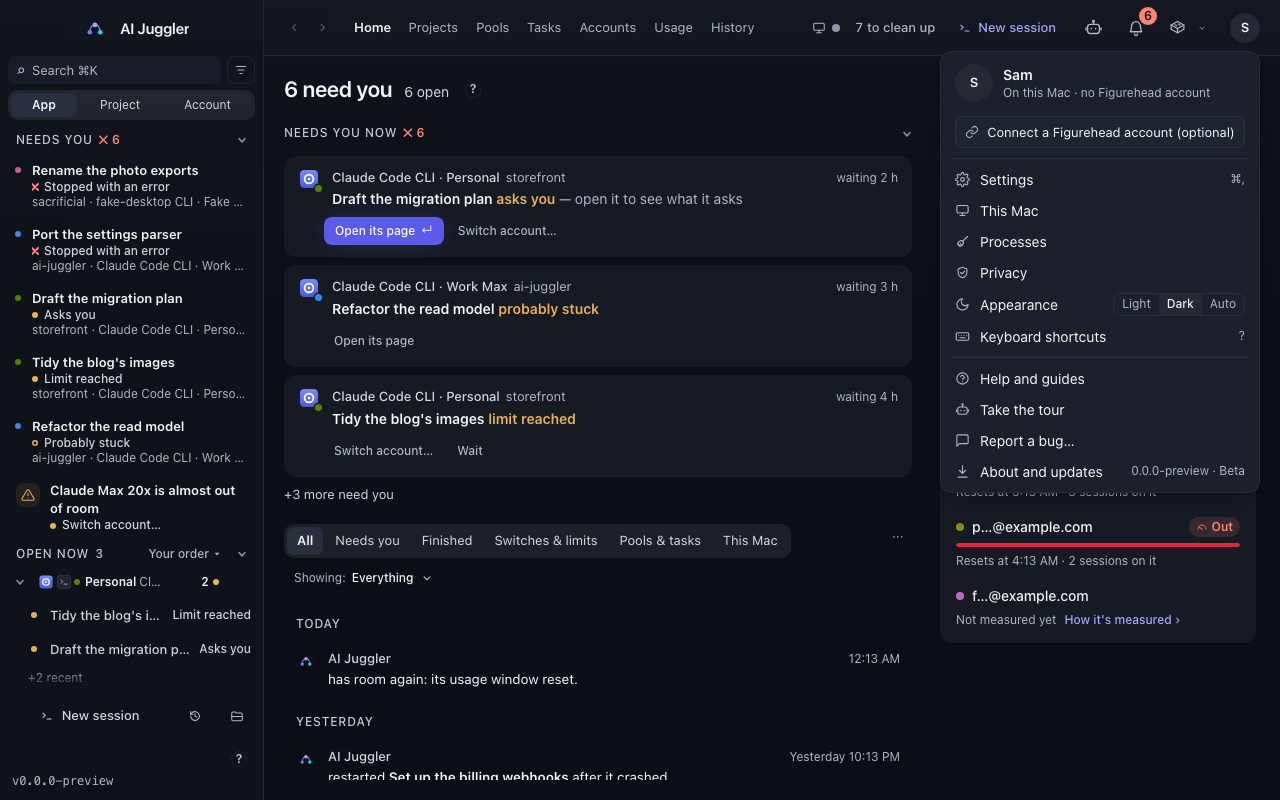 AI Juggler
Search ⌘K
App Project Account
NEEDS YOU 6
Rename the photo exports
Stopped with an error
sacrificial · fake-desktop CLI · Fake ...
Port the settings parser
Stopped with an error
ai-juggler · Claude Code CLI · Work ...
Draft the migration plan
Asks you
storefront · Claude Code CLI · Perso...
Tidy the blog's images
Limit reached
storefront · Claude Code CLI · Perso...
Refactor the read model
Probably stuck
ai-juggler · Claude Code CLI · Work ...
Claude Max 20x is almost out
of room
Switch account...
OPEN NOW 3 Your order
Personal Cl... 2
Tidy the blog's i... Limit reached
Draft the migration p... Asks you
+2 recent
New session
?
v0.0.0-preview
Home Projects Pools Tasks Accounts Usage History
7 to clean up
New session
6
S
6 need you 6 open ?
NEEDS YOU NOW 6
Claude Code CLI · Personal storefront waiting 2 h
Draft the migration plan asks you — open it to see what it asks
Open its page ↵ Switch account...
Claude Code CLI · Work Max ai-juggler waiting 3 h
Refactor the read model probably stuck
Open its page
Claude Code CLI · Personal storefront waiting 4 h
Tidy the blog's images limit reached
Switch account... Wait
+3 more need you
All Needs you Finished Switches & limits Pools & tasks This Mac ...
Showing: Everything
TODAY
AI Juggler 12:13 AM
has room again: its usage window reset.
YESTERDAY
AI Juggler Yesterday 10:13 PM
restarted Set up the billing webhooks after it crashed
S
Sam
On this Mac · no Figurehead account
Connect a Figurehead account (optional)
Settings ⌘,
This Mac
Processes
Privacy
Appearance Light Dark Auto
Keyboard shortcuts ?
Help and guides
Take the tour
Report a bug...
About and updates 0.0.0-preview · Beta
p...@example.com Out
Resets at 4:13 AM · 2 sessions on it
f...@example.com
Not measured yet How it's measured ›